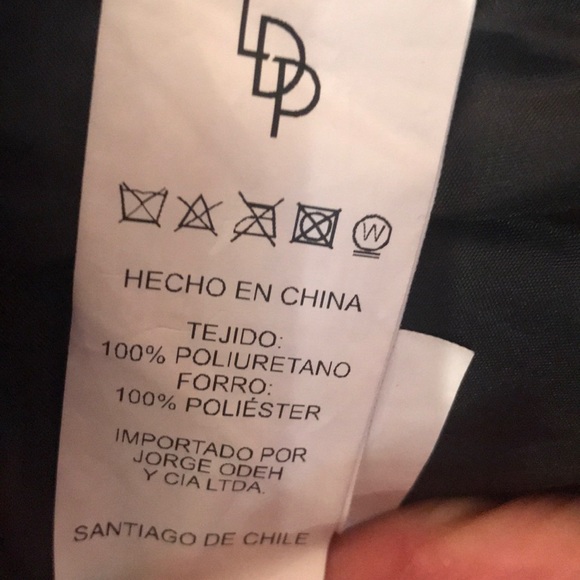 LDP
W
HECHO EN CHINA
TEJIDO:
100% POLIURETANO
FORRO:
100% POLIÉSTER
IMPORTADO POR
JORGE ODEH
Y CIA LTDA.
SANTIAGO DE CHILE